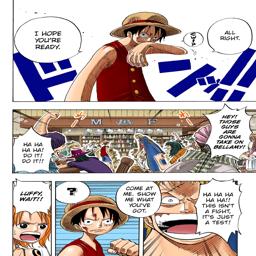 I HOPE
YOU'RE
READY.
ALL
RIGHT.
ドン!!
HEY!
THOSE
GUYS
ARE
GONNA
TAKE ON
BELLAMY!
HA HA
HA!
DO IT!
DO IT!!
LUFFY,
WAIT!!
?
COME AT
ME. SHOW
ME WHAT
YOU'VE
GOT.
HA HA HA
HA HA!!
THIS ISN'T
A FIGHT,
IT'S JUST
A TEST!